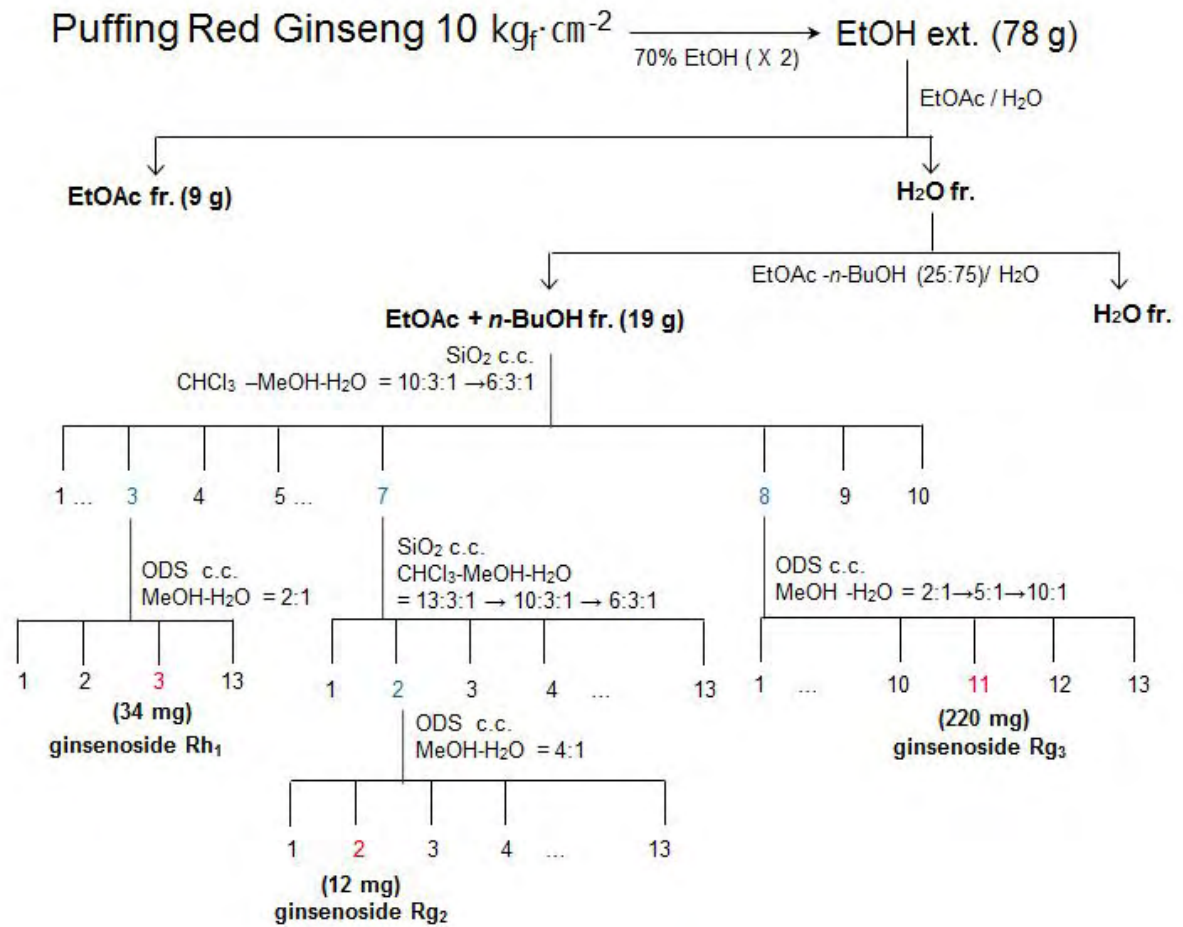 Puffing Red Ginseng 10 kgf·cm-2
70% EtOH ( X 2)
EtOH ext. (78 g)
EtOAc / H2O
EtOAc fr. (9 g)
H2O fr.
EtOAc -n-BuOH (25:75)/ H2O
EtOAc + n-BuOH fr. (19 g)
H2O fr.
SiO2 c.c.
CHCl3 –MeOH-H2O = 10:3:1 →6:3:1
1 ... 3 4 5 ... 7 8 9 10
ODS c.c.
MeOH-H2O = 2:1
SiO2 c.c.
CHCl3-MeOH-H2O
= 13:3:1 → 10:3:1 → 6:3:1
ODS c.c.
MeOH -H2O = 2:1→5:1→10:1
1 2 3 13
(34 mg)
ginsenoside Rh1
1 2 3 4 ... 13
1 ... 10 11 12 13
(220 mg)
ginsenoside Rg3
ODS c.c.
MeOH-H2O = 4:1
1 2 3 4 ... 13
(12 mg)
ginsenoside Rg2